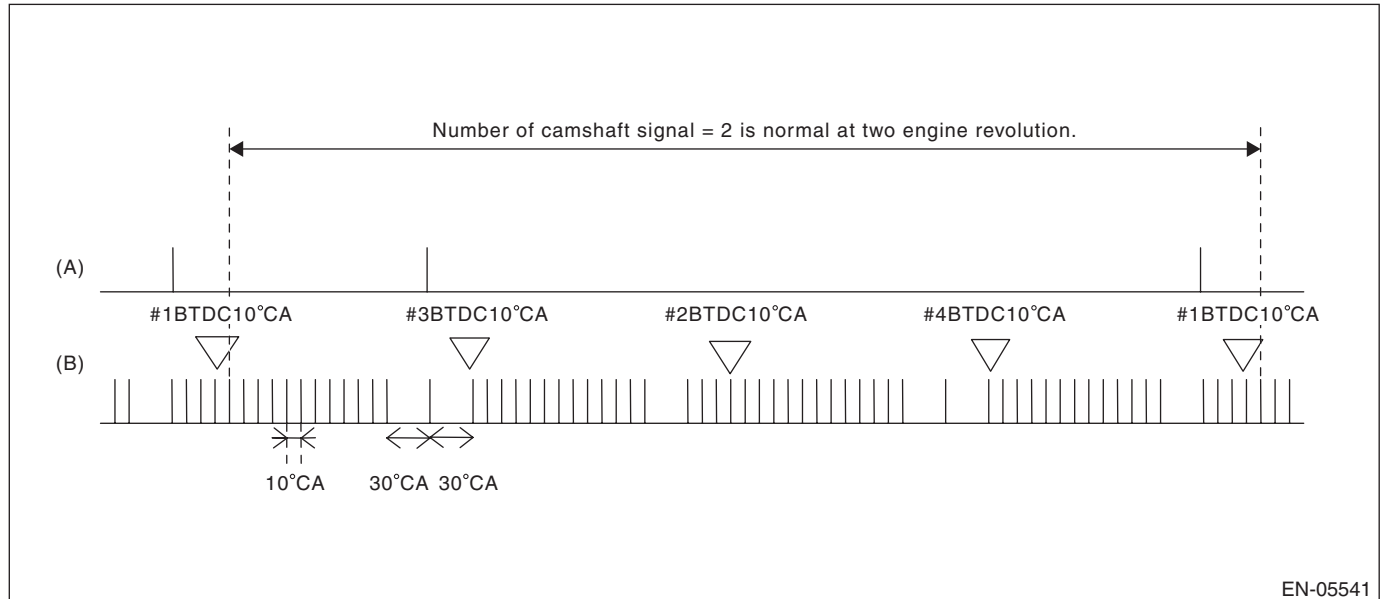 Number of camshaft signal = 2 is normal at two engine revolution.
(A)
#1BTDC10°CA #3BTDC10°CA #2BTDC10°CA #4BTDC10°CA #1BTDC10°CA
(B)
10°CA 30°CA 30°CA
EN-05541